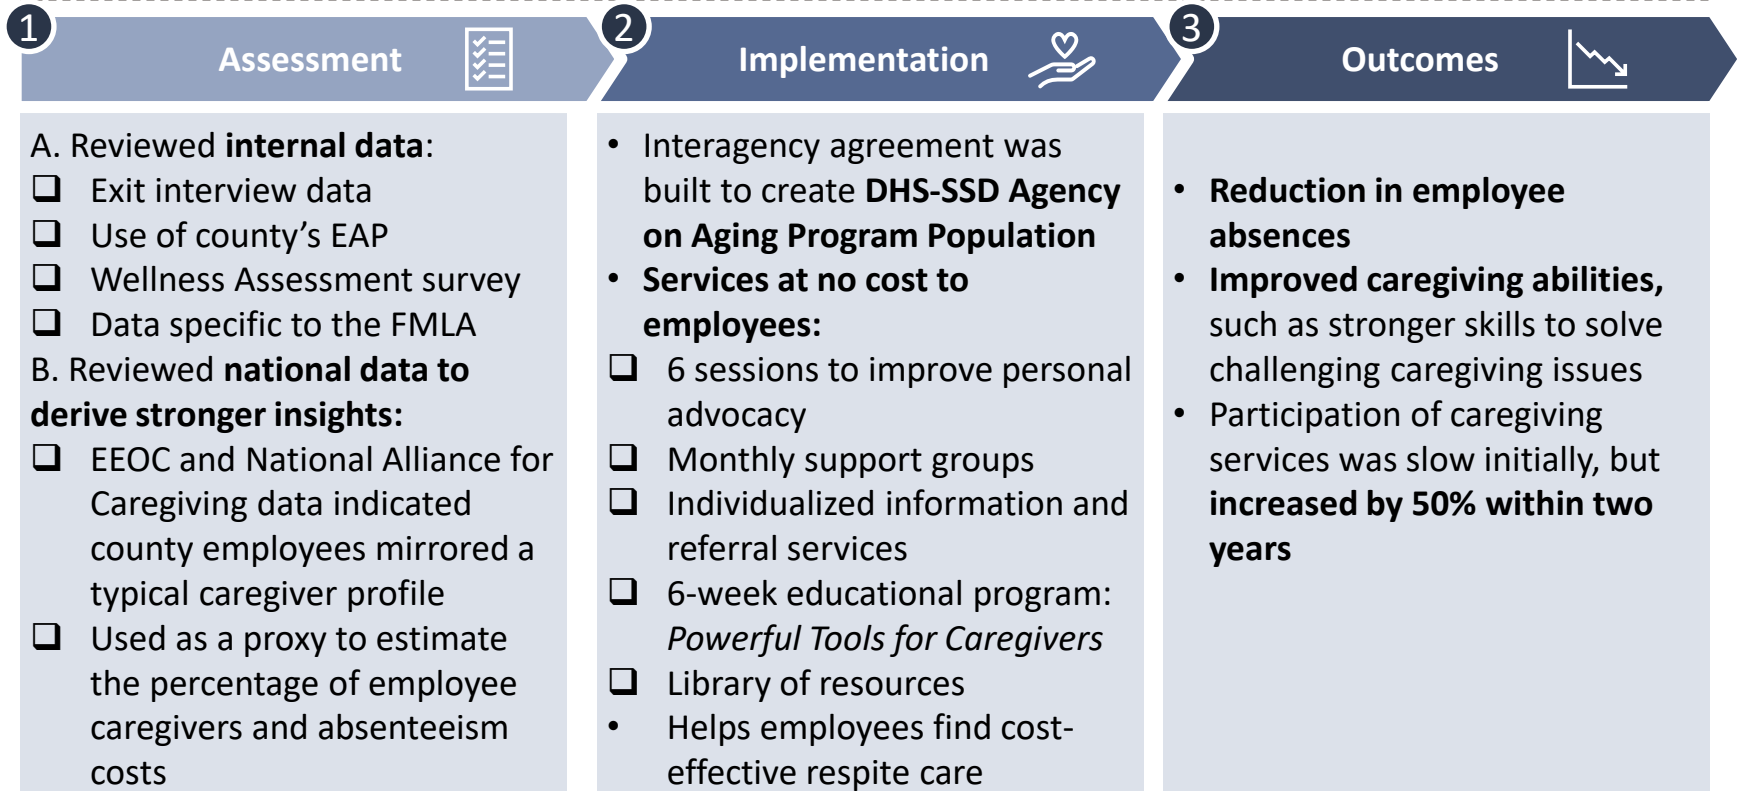 1
Assessment
2
Implementation
3
Outcomes
A. Reviewed internal data:
❑ Exit interview data
❑ Use of county’s EAP
❑ Wellness Assessment survey
❑ Data specific to the FMLA
B. Reviewed national data to
derive stronger insights:
❑ EEOC and National Alliance for
Caregiving data indicated
county employees mirrored a
typical caregiver profile
❑ Used as a proxy to estimate
the percentage of employee
caregivers and absenteeism
costs
• Interagency agreement was
built to create DHS-SSD Agency
on Aging Program Population
• Services at no cost to
employees:
❑ 6 sessions to improve personal
advocacy
❑ Monthly support groups
❑ Individualized information and
referral services
❑ 6-week educational program:
Powerful Tools for Caregivers
❑ Library of resources
• Helps employees find cost-
effective respite care
• Reduction in employee
absences
• Improved caregiving abilities,
such as stronger skills to solve
challenging caregiving issues
• Participation of caregiving
services was slow initially, but
increased by 50% within two
years